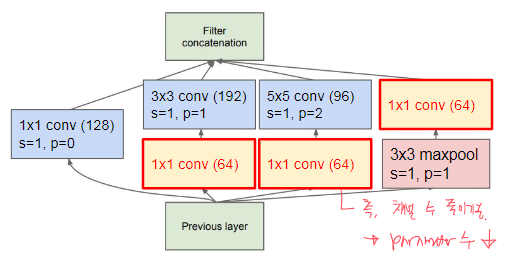 Filter
concatenation
1x1 conv (128)
s=1, p=0
3x3 conv (192)
s=1, p=1
5x5 conv (96)
s=1, p=2
1x1 conv (64)
1x1 conv (64)
1x1 conv (64)
3x3 maxpool
s=1, p=1
Previous layer
즉, 채널 수 줄이기능
→ parameter 수 ↓